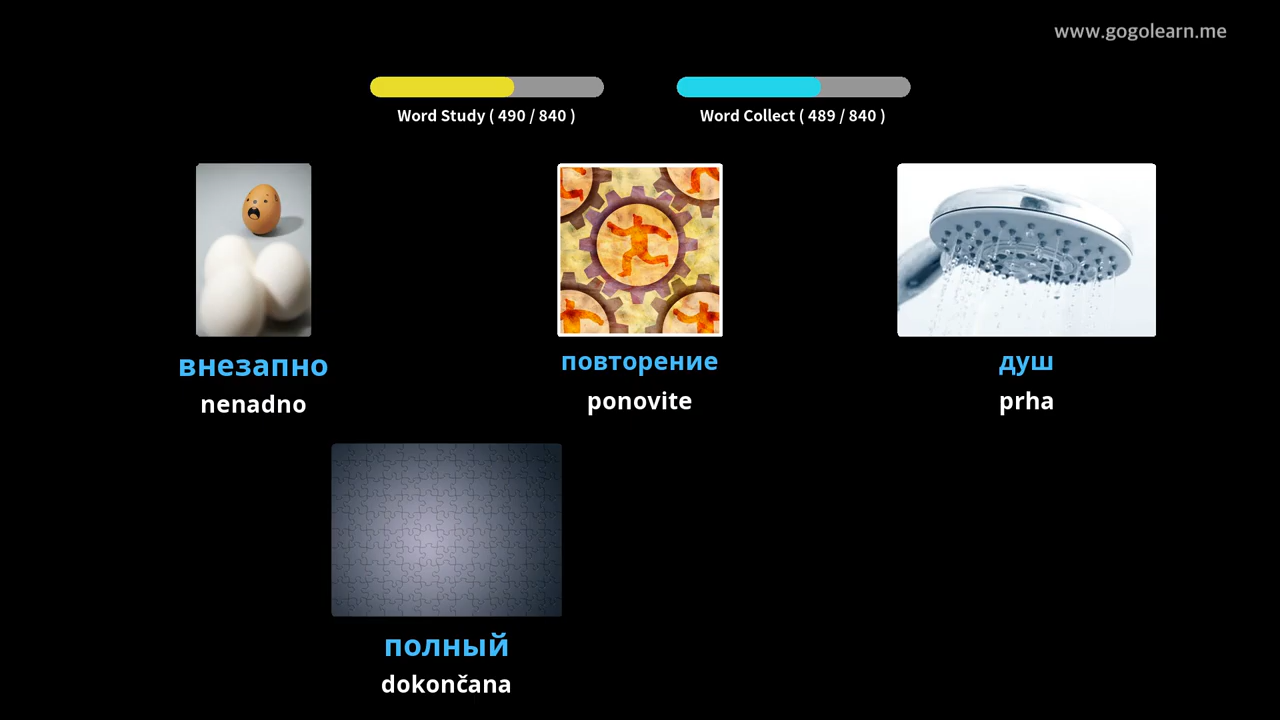 www.gogolearn.me
Word Study ( 490 / 840 )
Word Collect ( 489 / 840 )
внезапно
nenadno
повторение
ponovite
душ
prha
полный
dokončana